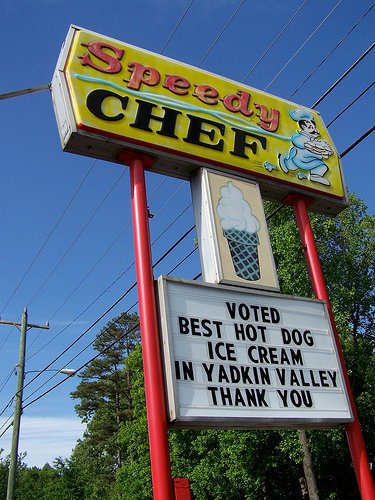 Speedy
CHEF
VOTED
BEST HOT DOG
ICE CREAM
IN YADKIN VALLEY
THANK YOU